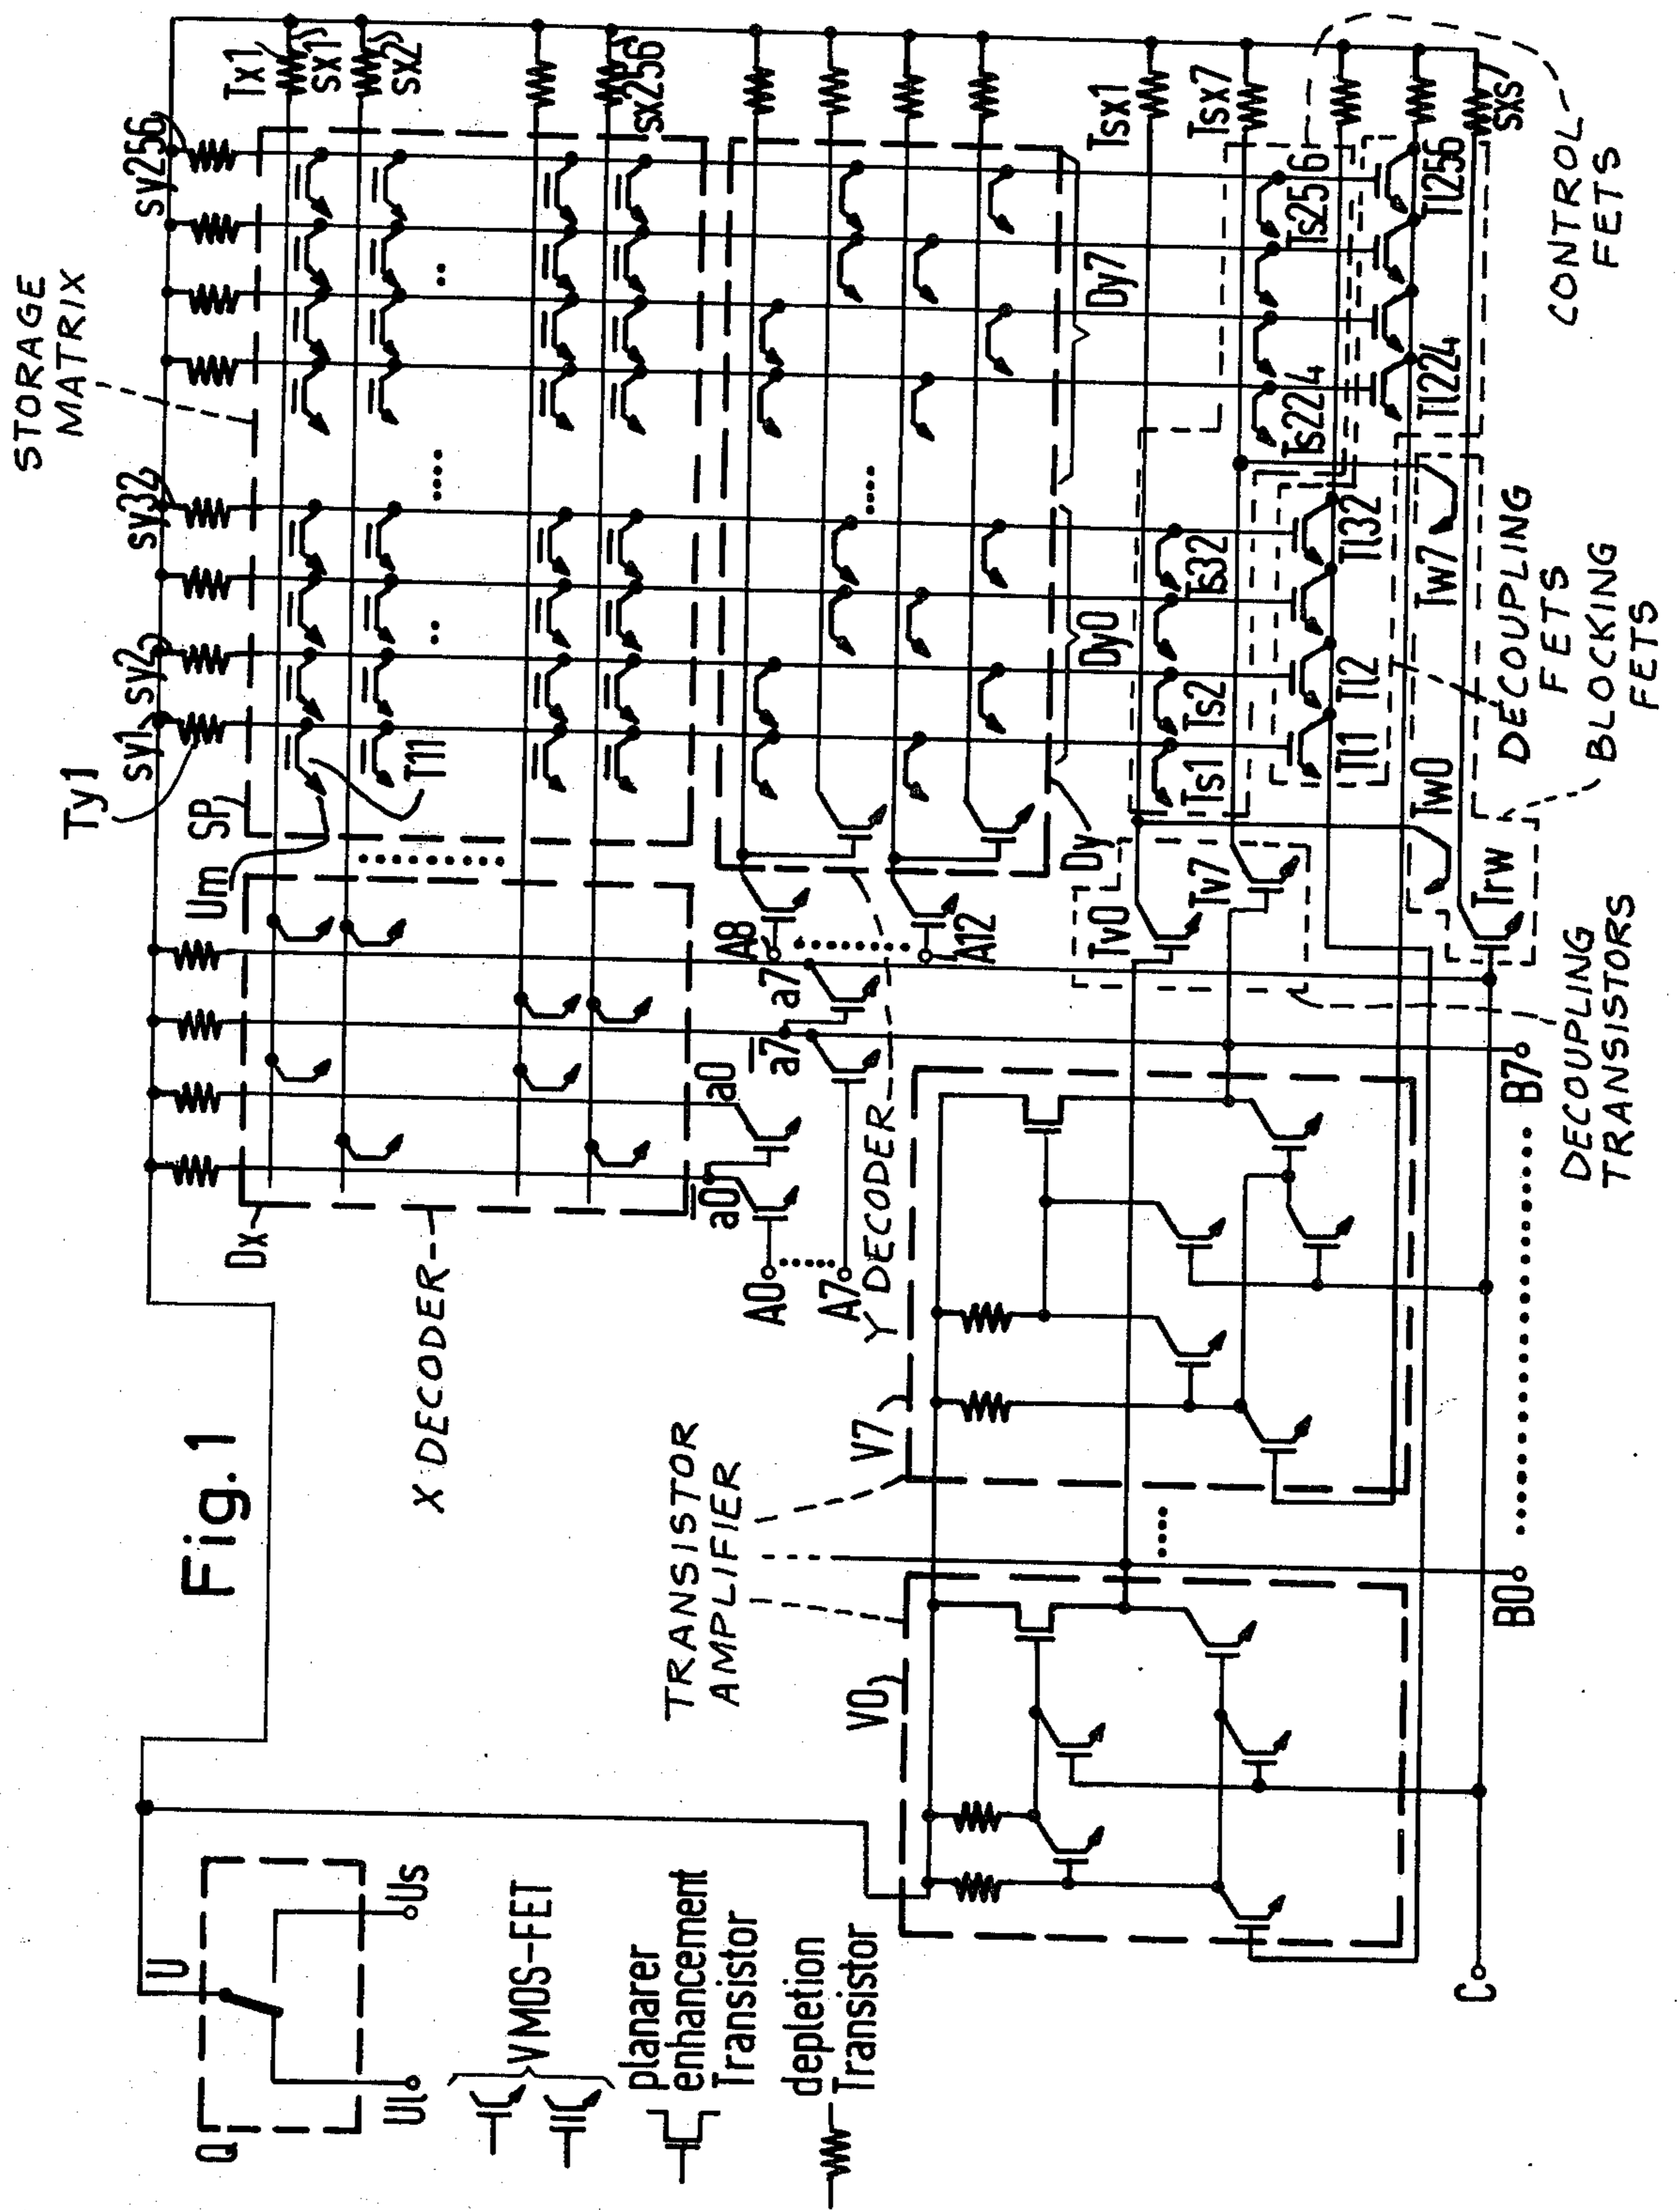 Fig.1
STORAGE
MATRIX
X DECODER
Y DECODER
TRANSISTOR
AMPLIFIER
CONTROL
FETS
DECOUPLING
FETS
BLOCKING
FETS
DECOUPLING
TRANSISTORS
Q
U
Ul
Us
VMOS-FET
planarer
enhancement
Transistor
depletion
Transistor
Ty1
sy1
sy2
sy32
sy256
Tx1
sx1
sx2
sx256
SP
Um
T11
Dx
a0
a0
a7
a7
A0
A7
A8
A12
Dy
Dy0
Dy7
Tsx1
Tsx7
sxs
Ts1
Ts2
Ts32
Ts224
Ts256
Tl1
Tl2
Tl32
Tl224
Tl256
Tv0
Tv7
Tw0
Tw7
Trw
V0
V7
B0
B7
C